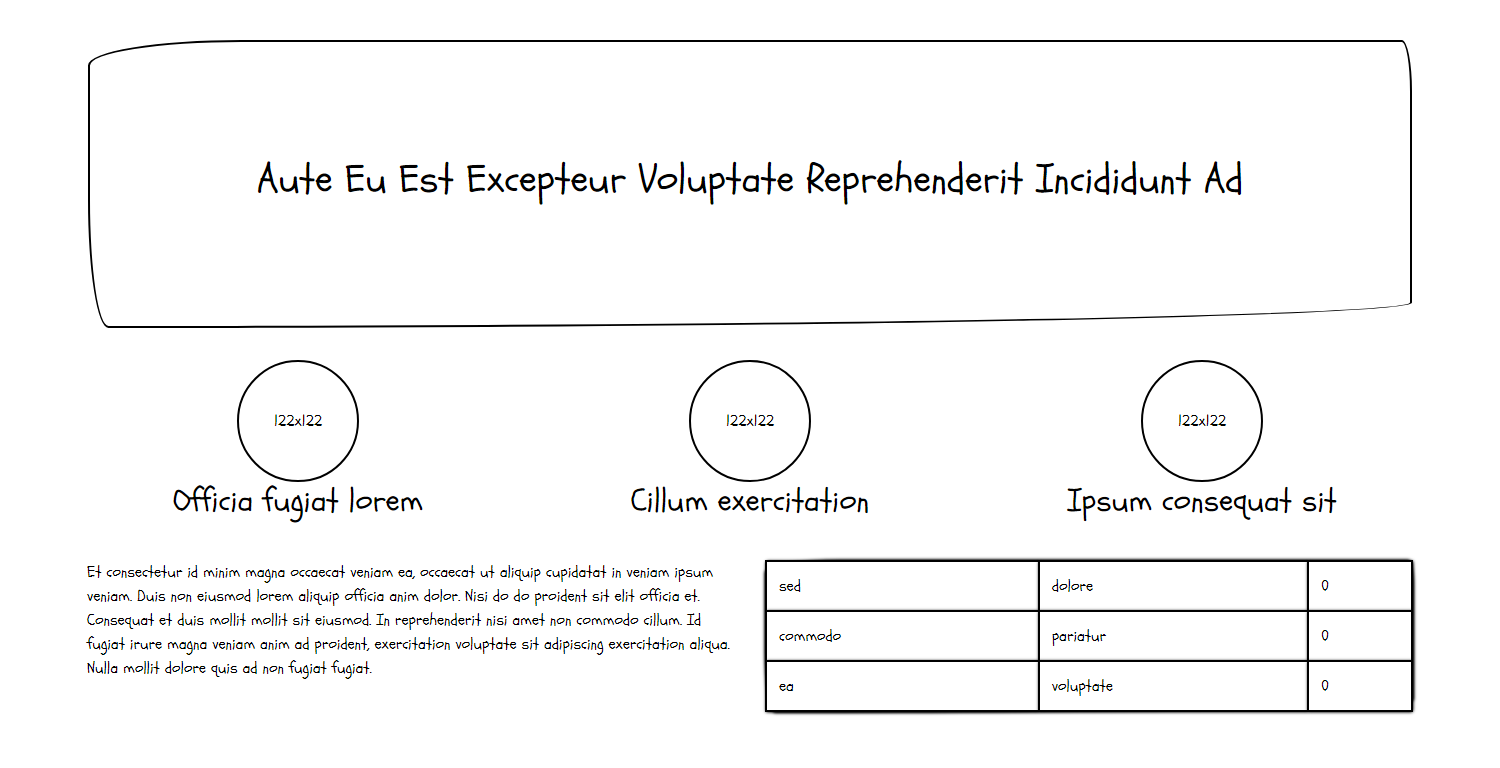 Aute Eu Est Excepteur Voluptate Reprehenderit Incididunt Ad
122x122
122x122
122x122
Officia fugiat lorem
Cillum exercitation
Ipsum consequat sit
Et consectetur id minim magna occaecat veniam ea, occaecat ut aliquip cupidatat in veniam ipsum
veniam. Duis non eiusmod lorem aliquip officia anim dolor. Nisi do do proident sit elit officia et.
Consequat et duis mollit mollit sit eiusmod. In reprehenderit nisi amet non commodo cillum. Id
fugiat irure magna veniam anim ad proident, exercitation voluptate sit adipiscing exercitation aliqua.
Nulla mollit dolore quis ad non fugiat fugiat.
sed dolore 0
commodo pariatur 0
ea voluptate 0